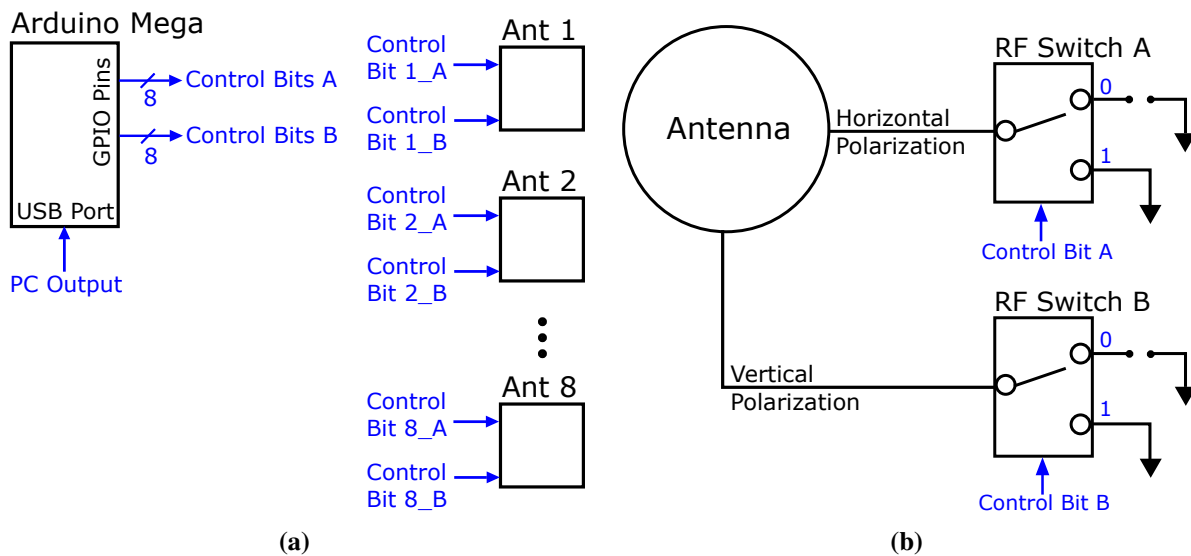 Arduino Mega
GPIO Pins
8
Control Bits A
8
Control Bits B
USB Port
PC Output
Ant 1
Control
Bit 1_A
Control
Bit 1_B
Ant 2
Control
Bit 2_A
Control
Bit 2_B
Ant 8
Control
Bit 8_A
Control
Bit 8_B
(a)
Antenna
Horizontal
Polarization
RF Switch A
0
1
Control Bit A
Vertical
Polarization
RF Switch B
0
1
Control Bit B
(b)